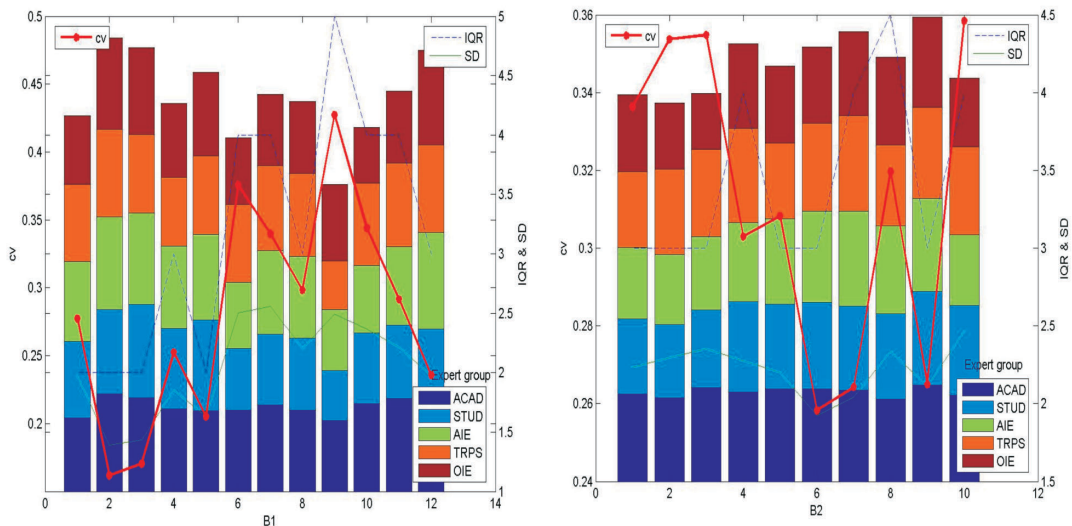 0.5
0.45
0.4
0.35
0.3
0.25
0.2
cv
cv
IQR
SD
5
4.5
4
3.5
3
2.5
2
1.5
1
IQR & SD
Expert group
ACAD
STUD
AIE
TRPS
OIE
0 2 4 6 8 10 12 14
B1
0.36
0.34
0.32
0.3
0.28
0.26
0.24
cv
cv
IQR
SD
4.5
4
3.5
3
2.5
2
1.5
IQR & SD
Expert group
ACAD
STUD
AIE
TRPS
OIE
0 2 4 6 8 10 12
B2